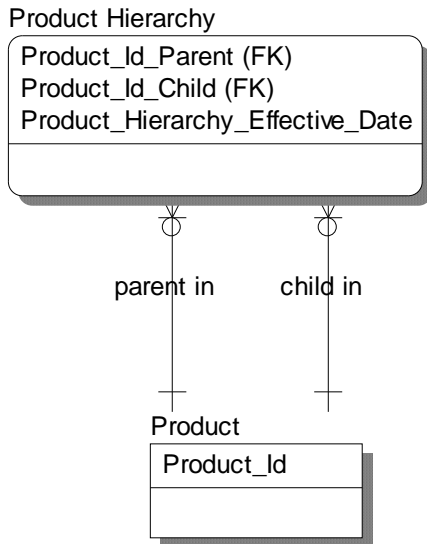 Product Hierarchy
Product_Id_Parent (FK)
Product_Id_Child (FK)
Product_Hierarchy_Effective_Date
parent in
child in
Product
Product_Id